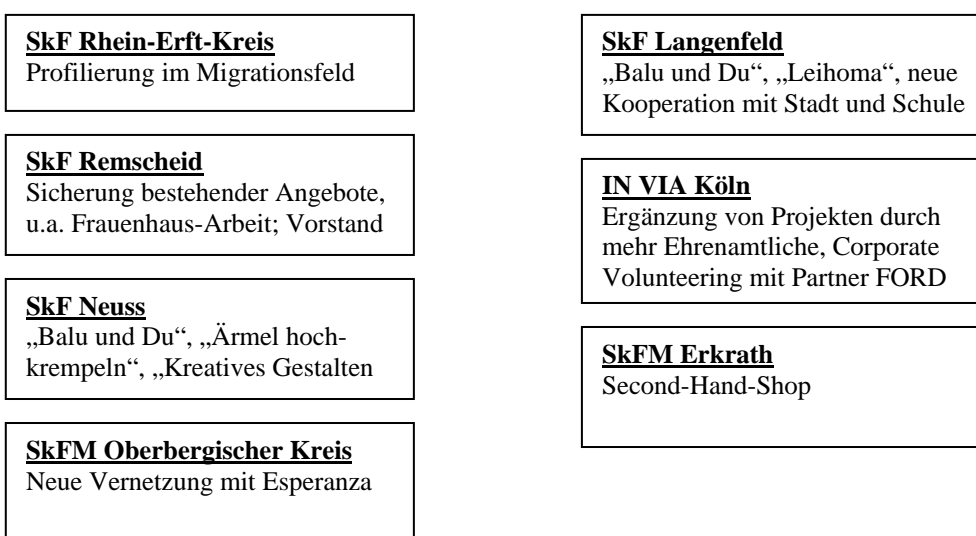 SkF Rhein-Erft-Kreis
Profilierung im Migrationsfeld
SkF Remscheid
Sicherung bestehender Angebote,
u.a. Frauenhaus-Arbeit; Vorstand
SkF Neuss
„Balu und Du“, „Ärmel hoch-
krempeln“, „Kreatives Gestalten
SkFM Oberbergischer Kreis
Neue Vernetzung mit Esperanza
SkF Langenfeld
„Balu und Du“, „Leihoma“, neue
Kooperation mit Stadt und Schule
IN VIA Köln
Ergänzung von Projekten durch
mehr Ehrenamtliche, Corporate
Volunteering mit Partner FORD
SkFM Erkrath
Second-Hand-Shop